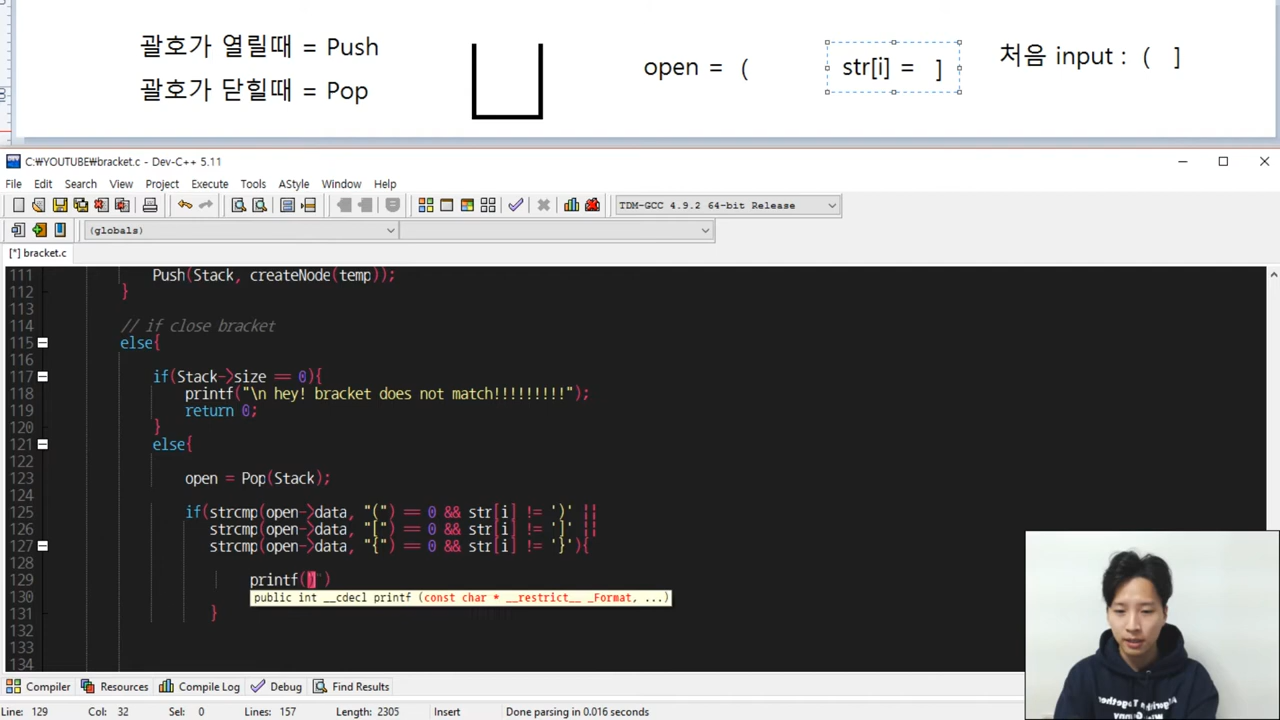 괄호가 열릴때 = Push
괄호가 닫힐때 = Pop
open = (
str[i] = ]
처음 input : ( ]
C:₩YOUTUBE₩bracket.c - Dev-C++ 5.11
File Edit Search View Project Execute Tools AStyle Window Help
TDM-GCC 4.9.2 64-bit Release
(globals)
[*] bracket.c
111 Push(Stack, createNode(temp));
112 }
113
114 // if close bracket
115 else{
116
117 if(Stack->size == 0){
118 printf("\n hey! bracket does not match!!!!!!!!!");
119 return 0;
120 }
121 else{
122
123 open = Pop(Stack);
124
125 if(strcmp(open->data, "(") == 0 && str[i] != ')' ||
126 strcmp(open->data, "[") == 0 && str[i] != ']' ||
127 strcmp(open->data, "{") == 0 && str[i] != '}'){
128
129 printf("")
public int __cdecl printf (const char * __restrict__ _Format, ...)
130
131 }
132
133
134
Compiler Resources Compile Log Debug Find Results
Line: 129 Col: 32 Sel: 0 Lines: 157 Length: 2305 Insert Done parsing in 0.016 seconds